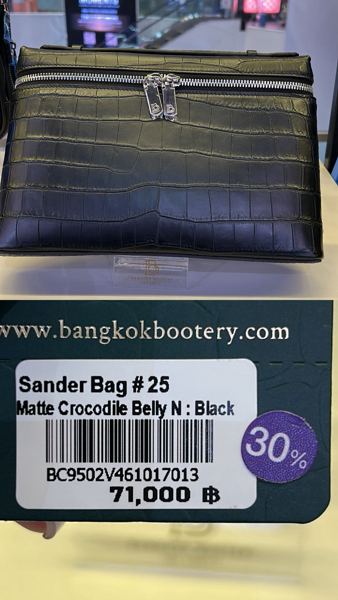 www.bangkokbootery.com
Sander Bag # 25
Matte Crocodile Belly N : Black
BC9502V461017013
71,000 ฿
30%